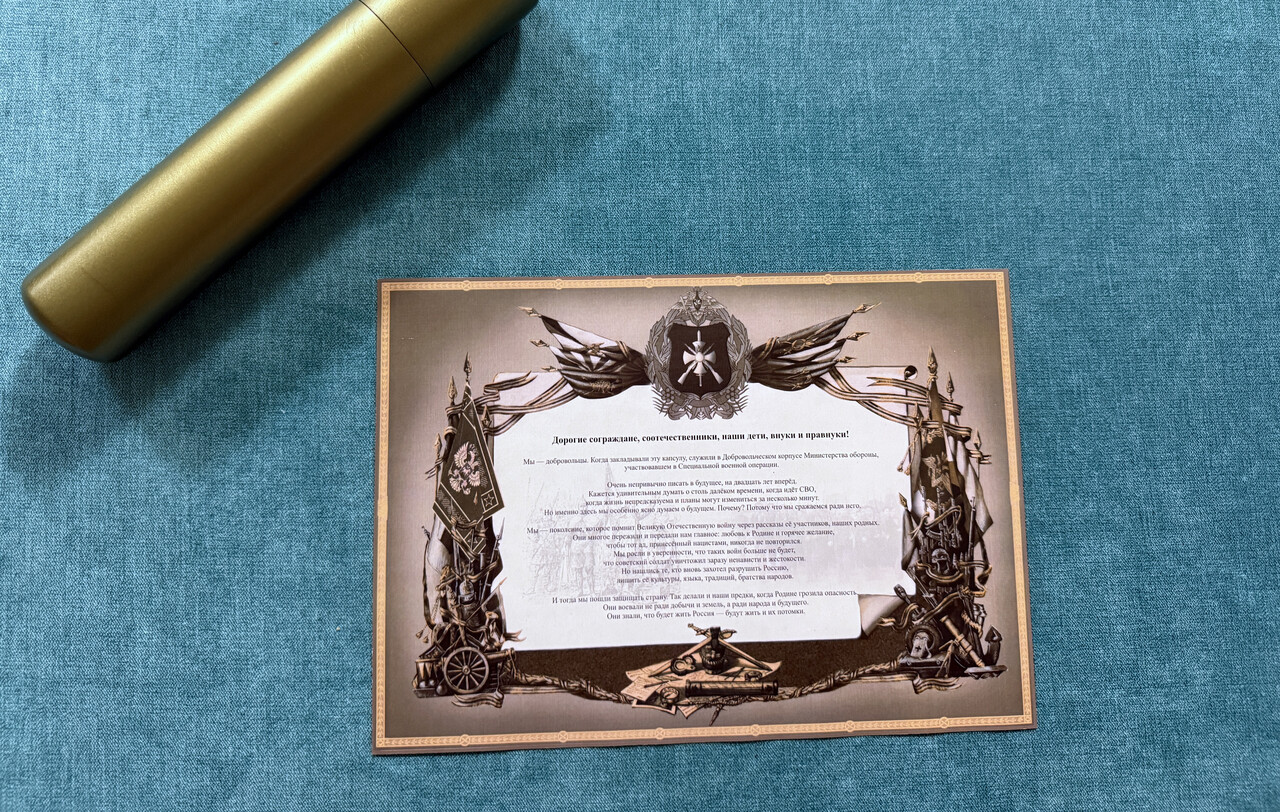 Дорогие сограждане, соотечественники, наши дети, внуки и правнуки!
Мы — добровольцы. Когда закладывали эту капсулу, служили в Добровольческом корпусе Министерства обороны,
участвовавшем в Специальной военной операции.
Очень непривычно писать в будущее, на двадцать лет вперёд.
Кажется удивительным думать о столь далёком времени, когда идёт СВО,
когда жизнь непредсказуема и планы могут измениться за несколько минут.
Но именно здесь мы особенно ясно думаем о будущем. Почему? Потому что мы сражаемся ради него.
Мы — поколение, которое помнит Великую Отечественную войну через рассказы её участников, наших родных.
Они многое пережили и передали нам главное: любовь к Родине и горячее желание,
чтобы тот ад, принесённый нацистами, никогда не повторился.
Мы росли в уверенности, что таких войн больше не будет,
что советский солдат уничтожил заразу ненависти и жестокости.
Но нашлись те, кто вновь захотел разрушить Россию,
лишить её культуры, языка, традиций, братства народов.
И тогда мы пошли защищать страну. Так делали и наши предки, когда Родине грозила опасность.
Они воевали не ради добычи и земель, а ради народа и будущего.
Они знали, что будет жить Россия — будут жить и их потомки.